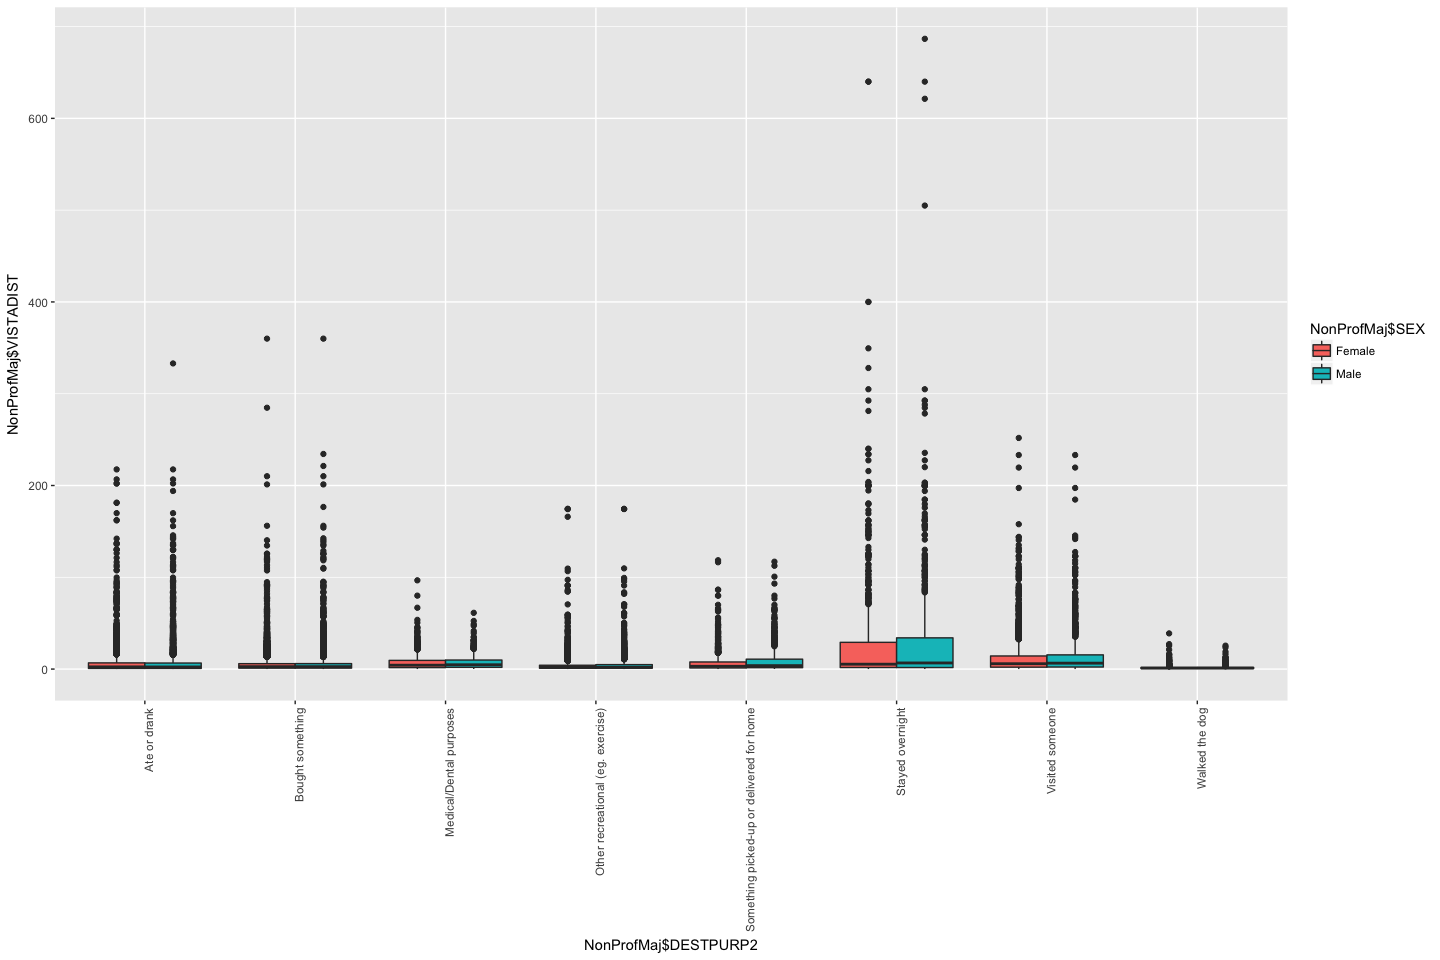 600
400
200
0
NonProfMaj$VISTADIST
Ate or drank
Bought something
Medical/Dental purposes
Other recreational (eg. exercise)
Something picked-up or delivered for home
Stayed overnight
Visited someone
Walked the dog
NonProfMaj$DESTPURP2
NonProfMaj$SEX
Female
Male